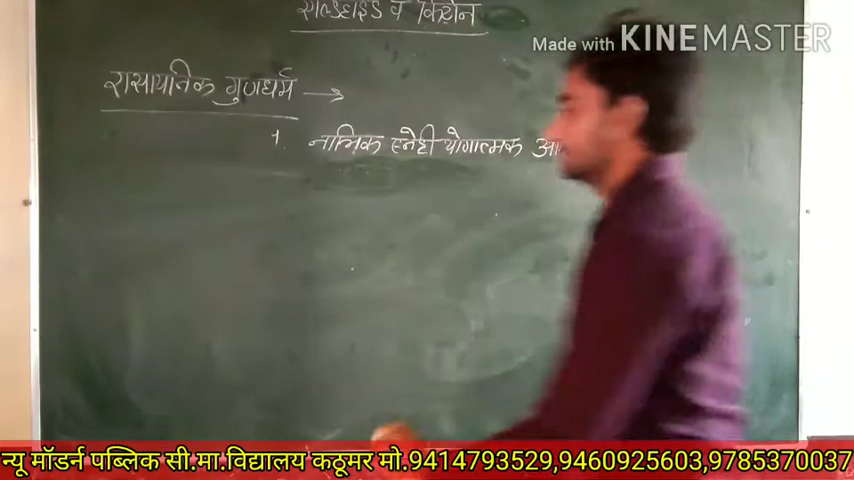 एल्डिहाइड व किटोन
Made with KINEMASTER
रासायनिक गुणधर्म →
1. नाभिक स्नेही योगात्मक
न्यू मॉडर्न पब्लिक सी.मा.विद्यालय कठूमर मो.9414793529,9460925603,9785370037